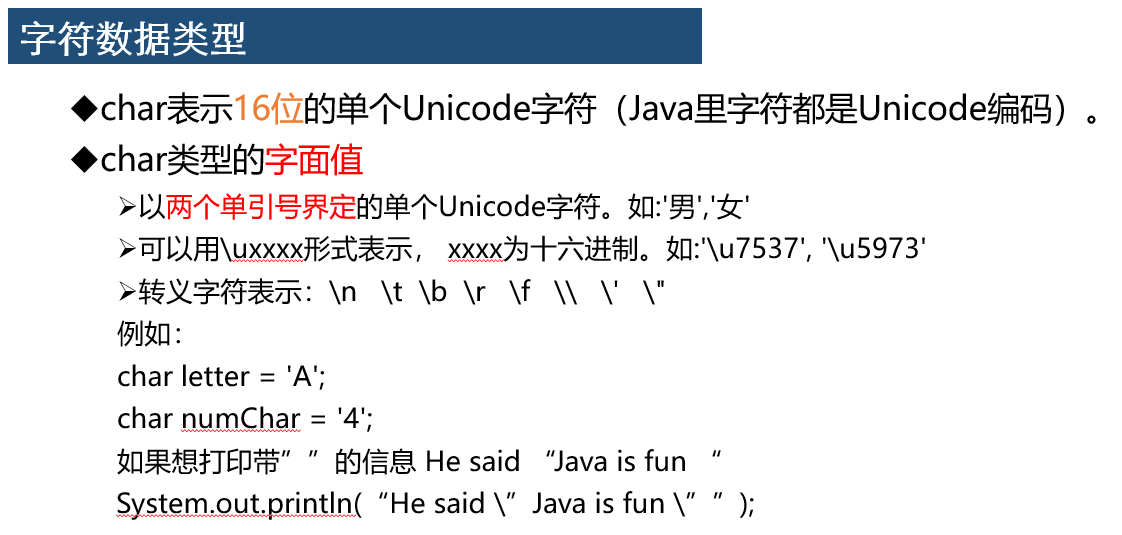 字符数据类型
◆char表示16位的单个Unicode字符（Java里字符都是Unicode编码）。
◆char类型的字面值
➢以两个单引号界定的单个Unicode字符。如:'男','女'
➢可以用\uxxxx形式表示， xxxx为十六进制。如:'\u7537', '\u5973'
➢转义字符表示：\n \t \b \r \f \\ \' \"
例如：
char letter = 'A';
char numChar = '4';
如果想打印带” ”的信息 He said “Java is fun “
System.out.println(“He said \”Java is fun \” ”);